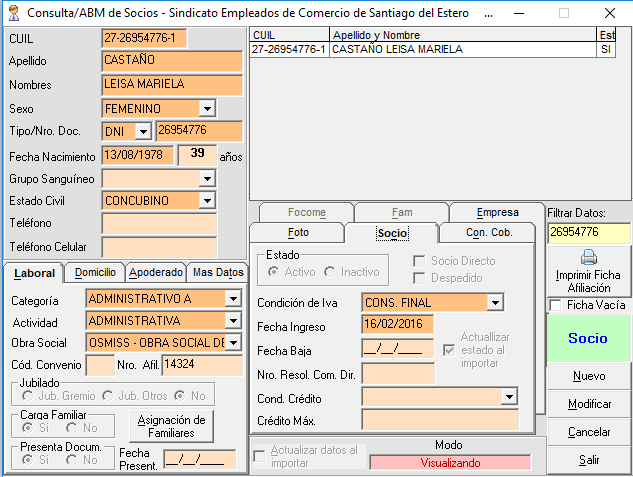 Consulta/ABM de Socios - Sindicato Empleados de Comercio de Santiago del Estero ...
CUIL 27-26954776-1
Apellido CASTAÑO
Nombres LEISA MARIELA
Sexo FEMENINO
Tipo/Nro. Doc. DNI 26954776
Fecha Nacimiento 13/08/1978 39 años
Grupo Sanguíneo
Estado Civil CONCUBINO
Teléfono
Teléfono Celular
CUIL Apellido y Nombre Est
27-26954776-1 CASTAÑO LEISA MARIELA SI
Laboral Domicilio Apoderado Mas Datos
Categoría ADMINISTRATIVO A
Actividad ADMINISTRATIVA
Obra Social OSMISS - OBRA SOCIAL DE
Cód. Convenio Nro. Afil. 14324
Jubilado
Jub. Gremio Jub. Otros No
Carga Familiar
Si No
Asignación de
Familiares
Presenta Docum.
Si No
Fecha
Present. __/__/____
Focome Fam Empresa
Foto Socio Con. Cob.
Estado
Activo Inactivo
Socio Directo
Despedido
Condición de Iva CONS. FINAL
Fecha Ingreso 16/02/2016
Fecha Baja __/__/____
Actuallizar
estado al
importar
Nro. Resol. Com. Dir.
Cond. Crédito
Crédito Máx.
Actualizar datos al
importar
Modo
Visualizando
Filtrar Datos:
26954776
Imprimir Ficha
Afiliación
Ficha Vacía
Socio
Nuevo
Modificar
Cancelar
Salir